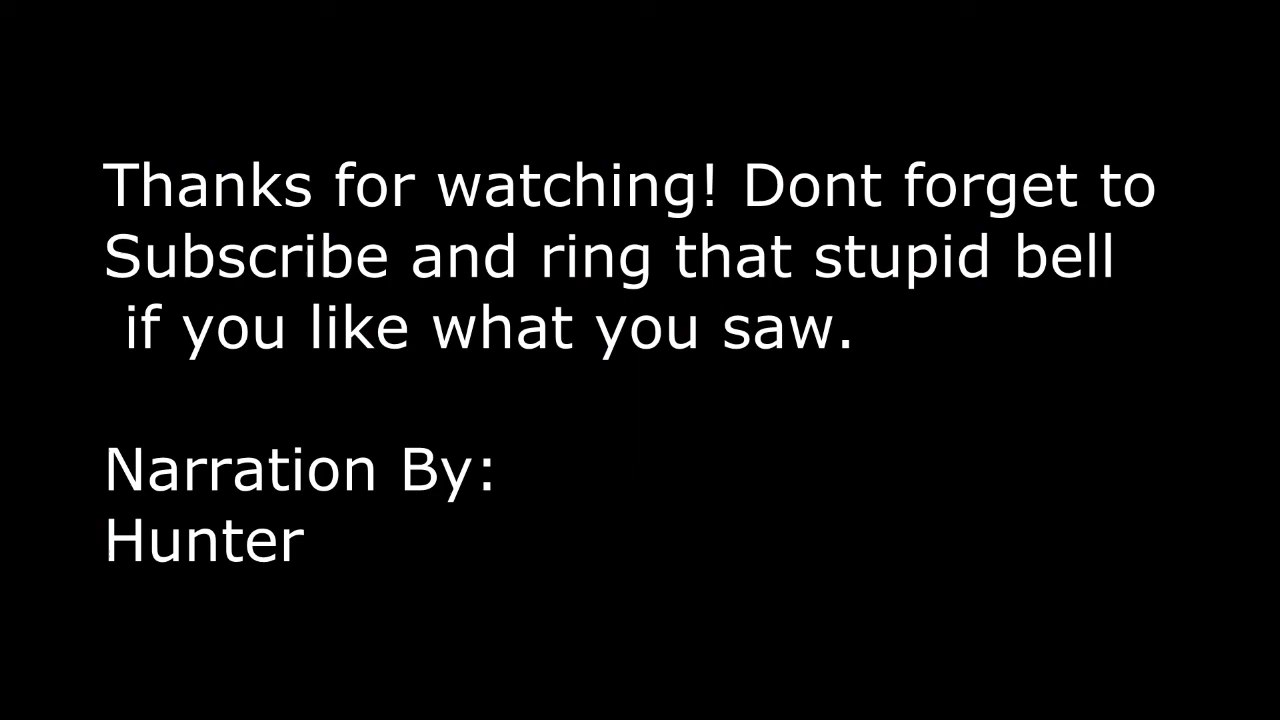 Thanks for watching! Dont forget to
Subscribe and ring that stupid bell
if you like what you saw.
Narration By:
Hunter